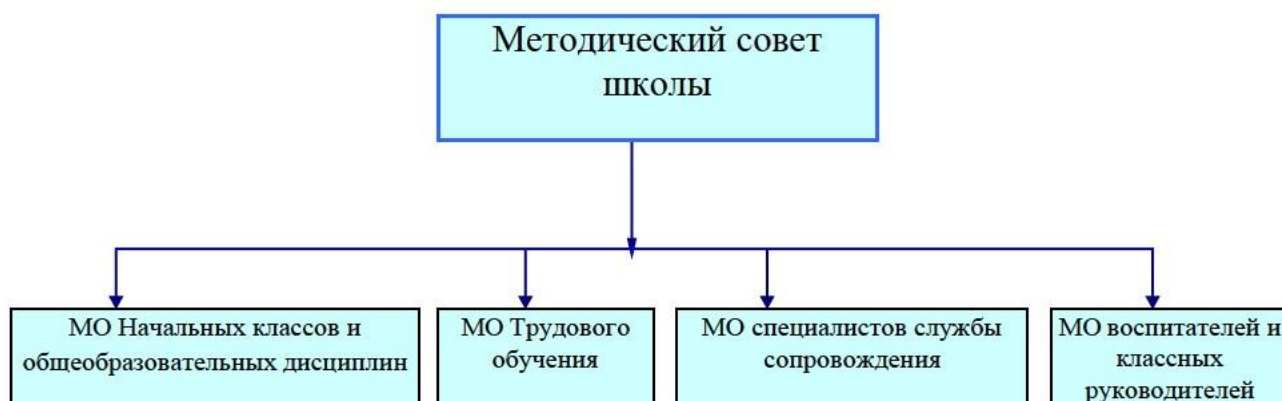 Методический совет
школы
МО Начальных классов и
общеобразовательных дисциплин
МО Трудового
обучения
МО специалистов службы
сопровождения
МО воспитателей и
классных
руководителей